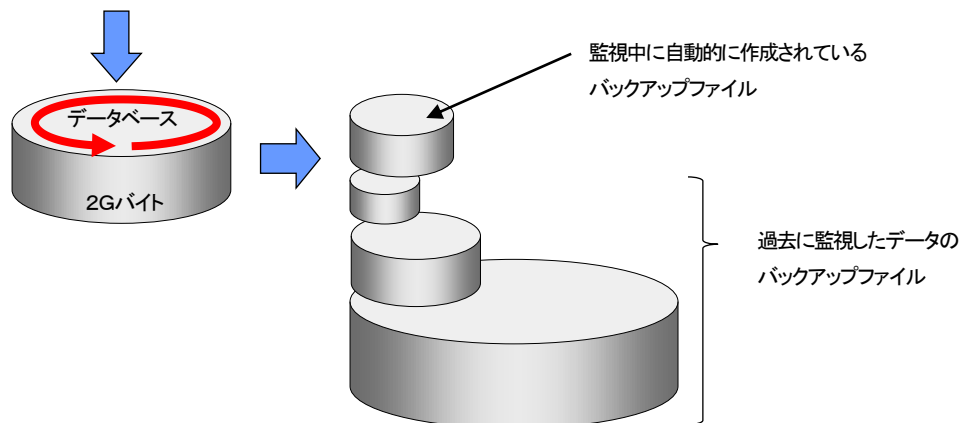 監視中に自動的に作成されている
バックアップファイル
データベース
2Gバイト
過去に監視したデータの
バックアップファイル